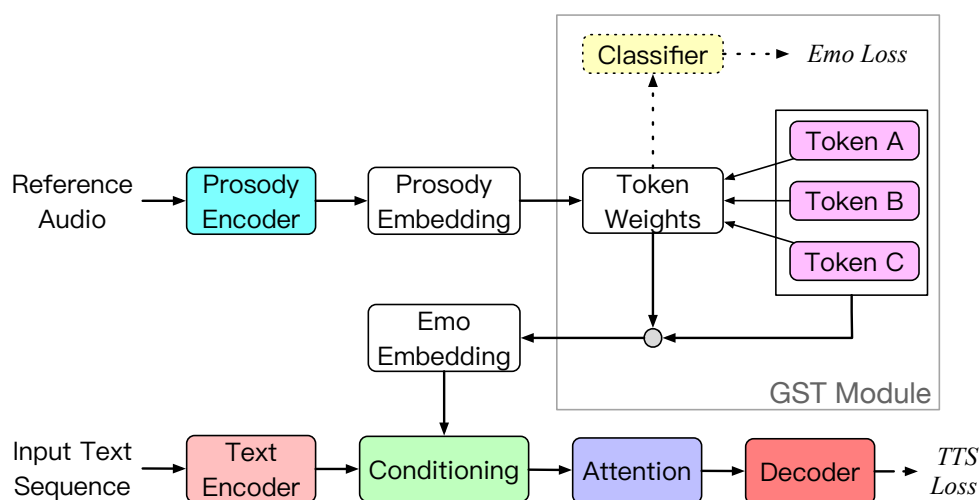 Classifier
Emo Loss
Token A
Reference
Audio
Prosody
Encoder
Prosody
Embedding
Token
Weights
Token B
Token C
Emo
Embedding
GST Module
Input Text
Sequence
Text
Encoder
Conditioning
Attention
Decoder
TTS
Loss